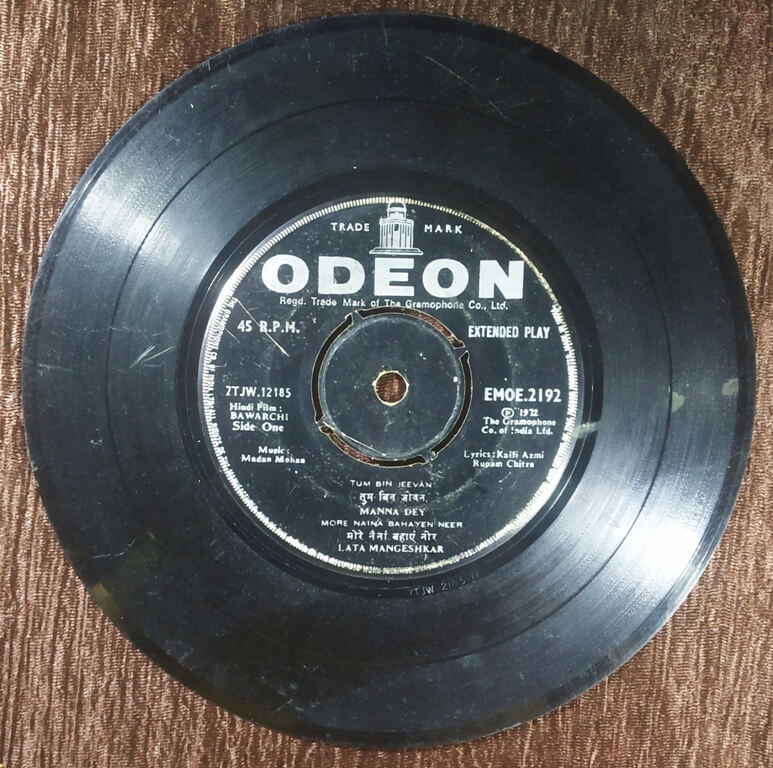 TRADE MARK
ODEON
Regd. Trade Mark of The Gramophone Co., Ltd.
45 R.P.M.
EXTENDED PLAY
7TJW.12185
Hindi Film :
BAWARCHI
Side One
Music:
Madan Mohan
EMOE.2192
Ⓟ 1972
The Gramophone
Co. of India Ltd.
Lyrics: Kaifi Azmi
Rupam Chitra
TUM BIN JEEVAN
तुम बिन जीवन
MANNA DEY
MORE NAINA BAHAYEN NEER
मोरे नैनां बहाएं नीर
LATA MANGESHKAR